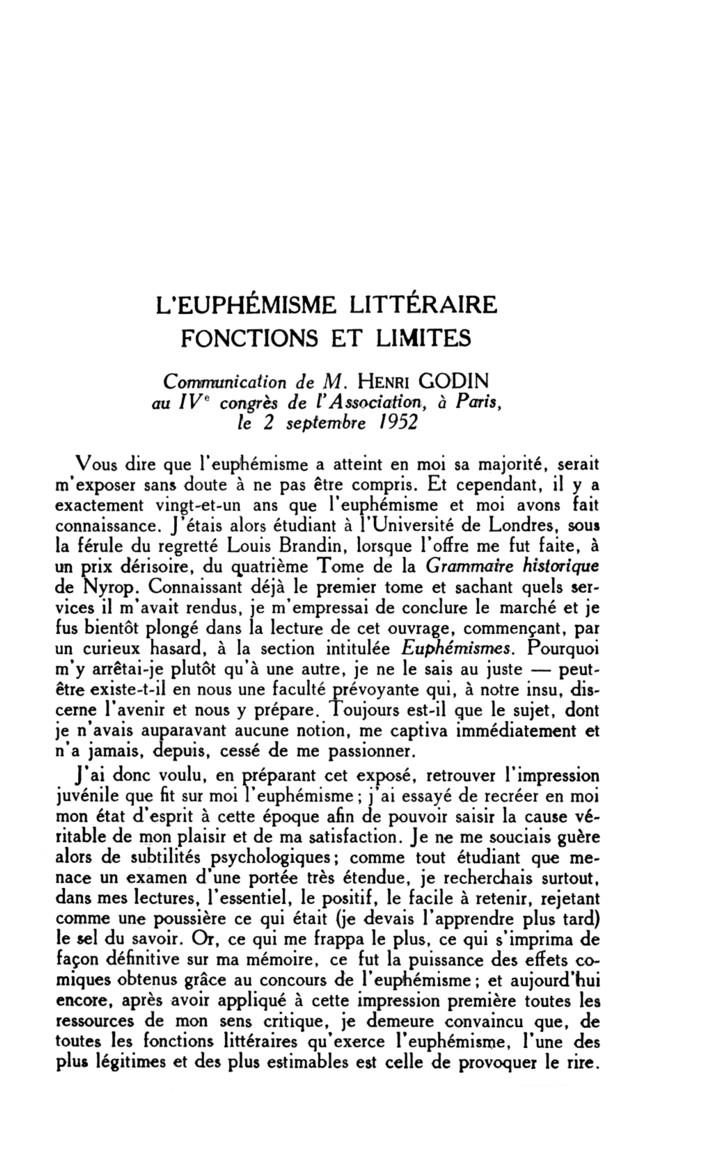 L'EUPHÉMISME LITTÉRAIRE
FONCTIONS ET LIMITES
Communication de M. HENRI GODIN
au IVe congrès de l'Association, à Paris,
le 2 septembre 1952
Vous dire que l'euphémisme a atteint en moi sa majorité, serait
m'exposer sans doute à ne pas être compris. Et cependant, il y a
exactement vingt-et-un ans que l'euphémisme et moi avons fait
connaissance. J'étais alors étudiant à l'Université de Londres, sous
la férule du regretté Louis Brandin, lorsque l'offre me fut faite, à
un prix dérisoire, du quatrième Tome de la Grammaire historique
de Nyrop. Connaissant déjà le premier tome et sachant quels ser-
vices il m'avait rendus, je m'empressai de conclure le marché et je
fus bientôt plongé dans la lecture de cet ouvrage, commençant, par
un curieux hasard, à la section intitulée Euphémismes. Pourquoi
m'y arrêtai-je plutôt qu'à une autre, je ne le sais au juste — peut-
être existe-t-il en nous une faculté prévoyante qui, à notre insu, dis-
cerne l'avenir et nous y prépare. Toujours est-il que le sujet, dont
je n'avais auparavant aucune notion, me captiva immédiatement et
n'a jamais, depuis, cessé de me passionner.
J'ai donc voulu, en préparant cet exposé, retrouver l'impression
juvénile que fit sur moi l'euphémisme ; j'ai essayé de recréer en moi
mon état d'esprit à cette époque afin de pouvoir saisir la cause vé-
ritable de mon plaisir et de ma satisfaction. Je ne me souciais guère
alors de subtilités psychologiques ; comme tout étudiant que me-
nace un examen d'une portée très étendue, je recherchais surtout,
dans mes lectures, l'essentiel, le positif, le facile à retenir, rejetant
comme une poussière ce qui était (je devais l'apprendre plus tard)
le sel du savoir. Or, ce qui me frappa le plus, ce qui s'imprima de
façon définitive sur ma mémoire, ce fut la puissance des effets co-
miques obtenus grâce au concours de l'euphémisme ; et aujourd'hui
encore, après avoir appliqué à cette impression première toutes les
ressources de mon sens critique, je demeure convaincu que, de
toutes les fonctions littéraires qu'exerce l'euphémisme, l'une des
plus légitimes et des plus estimables est celle de provoquer le rire.